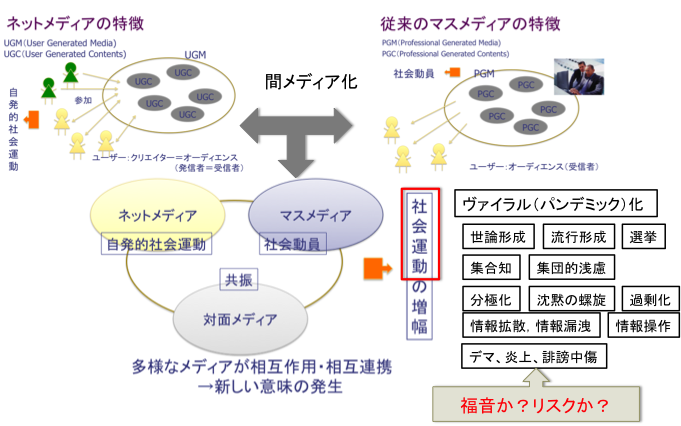 ネットメディアの特徴
UGM(User Generated Media)
UGC(User Generated Contents)
UGM
UGC
UGC
UGC
UGC
UGC
参加
自発的社会運動
ユーザー:クリエイター=オーディエンス
(発信者=受信者)
間メディア化
従来のマスメディアの特徴
PGM(Professional Generated Media)
PGC(Professional Generated Contents)
社会動員
PGM
PGC
PGC
PGC
PGC
PGC
ユーザー:オーディエンス(受信者)
ネットメディア
自発的社会運動
マスメディア
社会動員
共振
対面メディア
多様なメディアが相互作用・相互連携
→新しい意味の発生
社会運動の増幅
ヴァイラル(パンデミック)化
世論形成
流行形成
選挙
集合知
集団的浅慮
分極化
沈黙の螺旋
過剰化
情報拡散,情報漏洩
情報操作
デマ、炎上、誹謗中傷
福音か?リスクか?